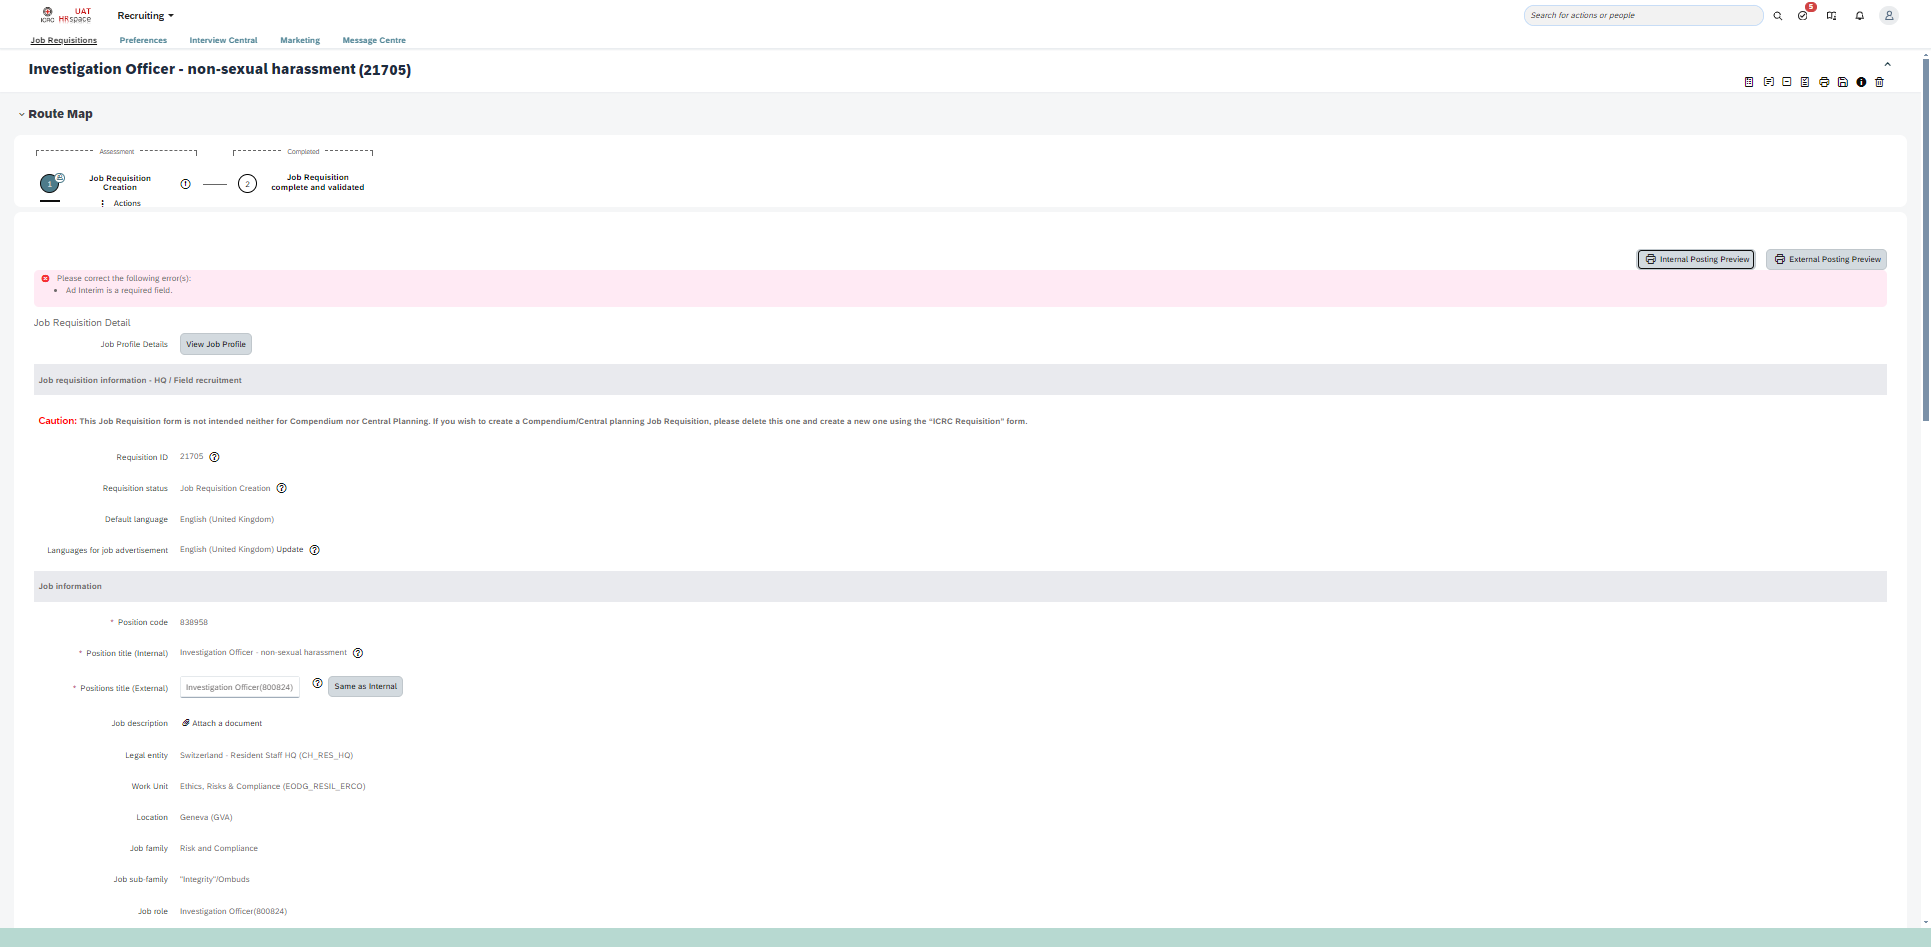 ICRC UAT HRspace Recruiting Search for actions or people 5
Job Requisitions Preferences Interview Central Marketing Message Centre
Investigation Officer - non-sexual harassment (21705)
Route Map
Assessment Completed
1 Job Requisition Creation 1 2 Job Requisition complete and validated
Actions
Internal Posting Preview External Posting Preview
Please correct the following error(s):
• Ad Interim is a required field.
Job Requisition Detail
Job Profile Details View Job Profile
Job requisition information - HQ / Field recruitment
Caution: This Job Requisition form is not intended neither for Compendium nor Central Planning. If you wish to create a Compendium/Central planning Job Requisition, please delete this one and create a new one using the “ICRC Requisition” form.
Requisition ID 21705 ?
Requisition status Job Requisition Creation ?
Default language English (United Kingdom)
Languages for job advertisement English (United Kingdom) Update ?
Job information
* Position code 838958
* Position title (Internal) Investigation Officer - non-sexual harassment ?
* Positions title (External) Investigation Officer(800824) ? Same as Internal
Job description Attach a document
Legal entity Switzerland - Resident Staff HQ (CH_RES_HQ)
Work Unit Ethics, Risks & Compliance (EODG_RESIL_ERCO)
Location Geneva (GVA)
Job family Risk and Compliance
Job sub-family "Integrity"/Ombuds
Job role Investigation Officer(800824)